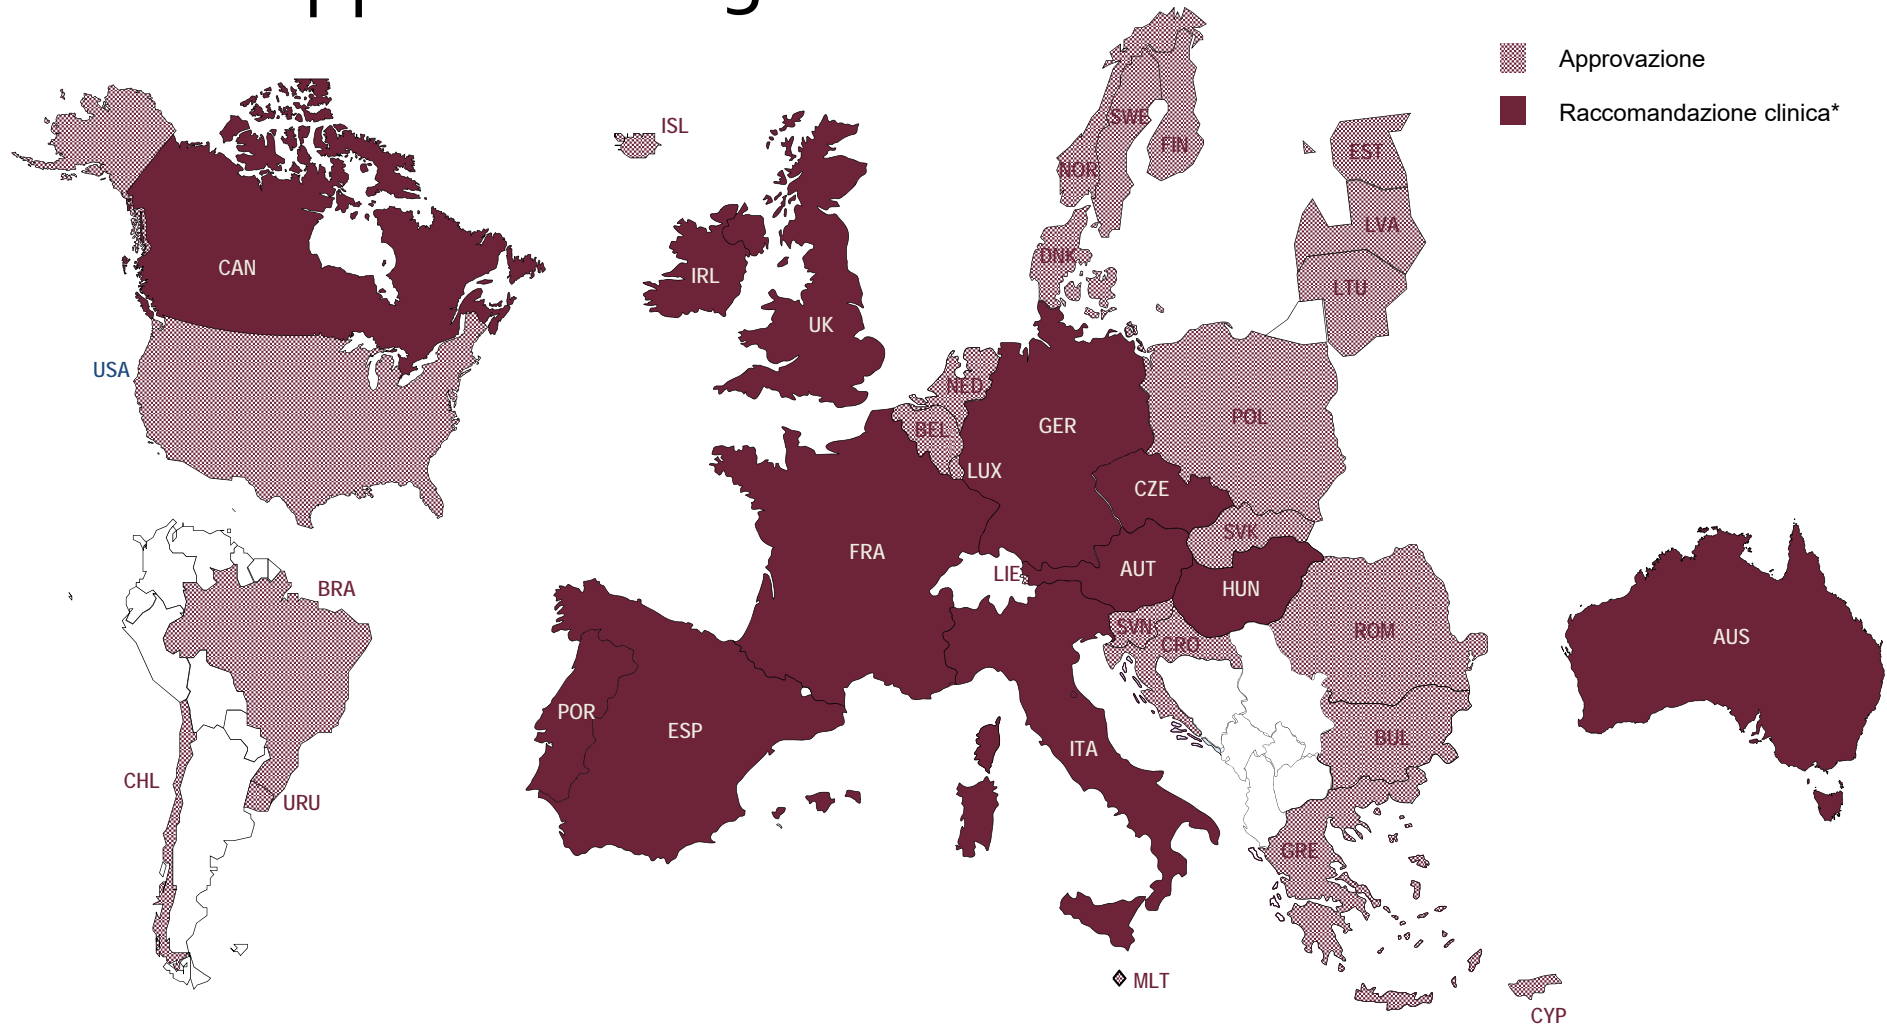 Approvazione
Raccomandazione clinica*
ISL
SWE
FIN
NOR
EST
LVA
DNK
LTU
CAN
IRL
UK
USA
NED
BEL
GER
POL
LUX
CZE
SVK
FRA
LIE
AUT
HUN
BRA
SVN
CRO
ROM
AUS
POR
ESP
ITA
BUL
CHL
URU
GRE
MLT
CYP